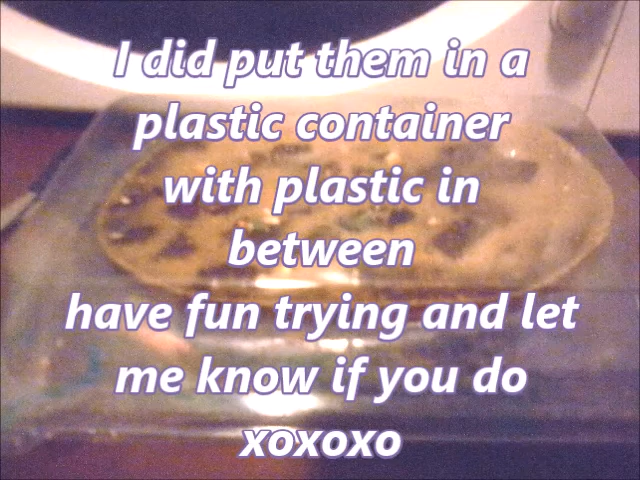 I did put them in a
plastic container
with plastic in
between
have fun trying and let
me know if you do
xoxoxo